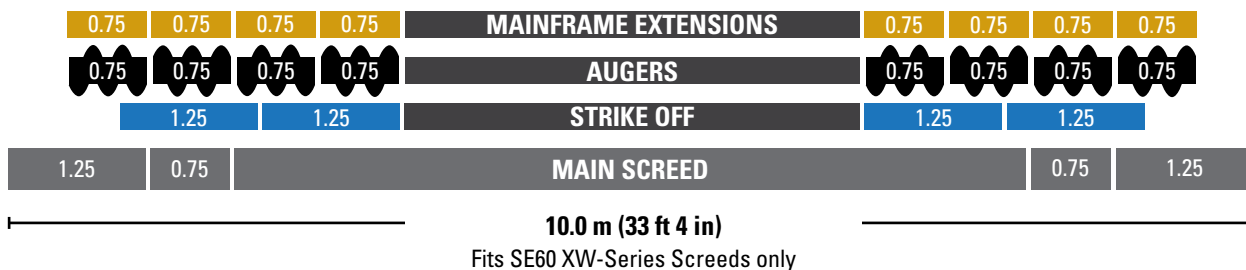 0.75 0.75 0.75 0.75 MAINFRAME EXTENSIONS 0.75 0.75 0.75 0.75
0.75 0.75 0.75 0.75 AUGERS 0.75 0.75 0.75 0.75
1.25 1.25 STRIKE OFF 1.25 1.25
1.25 0.75 MAIN SCREED 0.75 1.25
10.0 m (33 ft 4 in)
Fits SE60 XW-Series Screeds only